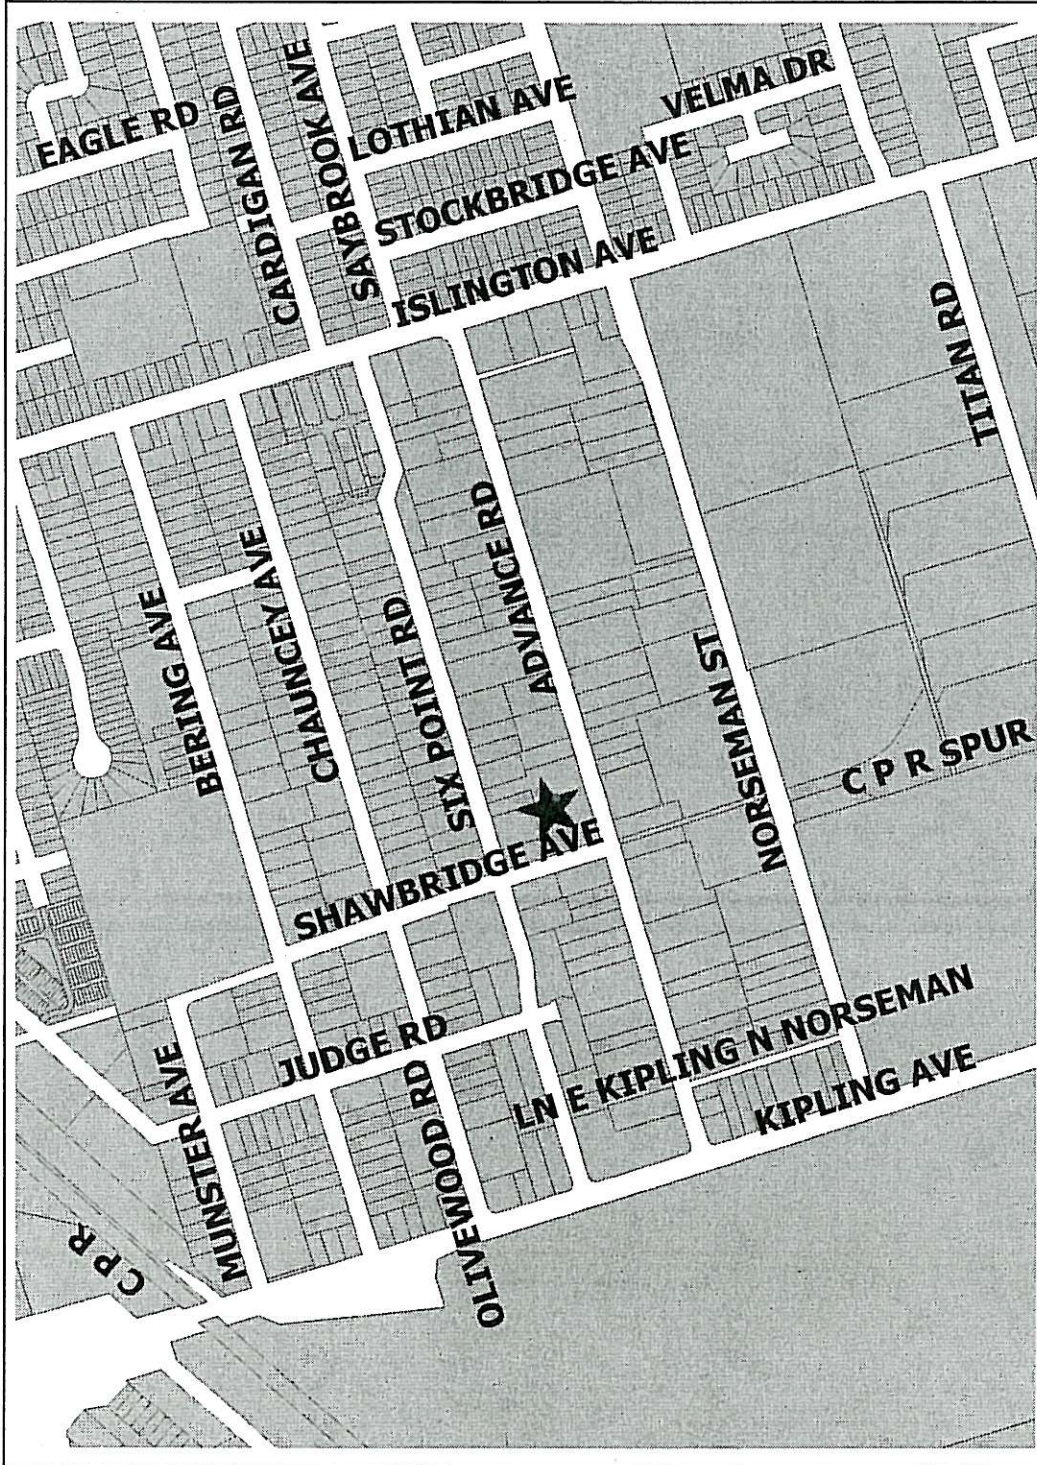 EAGLE RD
CARDIGAN RD
SAYBROOK AVE
LOTHIAN AVE
VELMA DR
STOCKBRIDGE AVE
ISLINGTON AVE
TITAN RD
ADVANCE RD
BERING AVE
CHAUNCEY AVE
SIX POINT RD
NORSEMAN ST
C P R SPUR
SHAWBRIDGE AVE
JUDGE RD
LN E KIPLING N NORSEMAN
KIPLING AVE
MUNSTER AVE
OLIVEWOOD RD
CPR